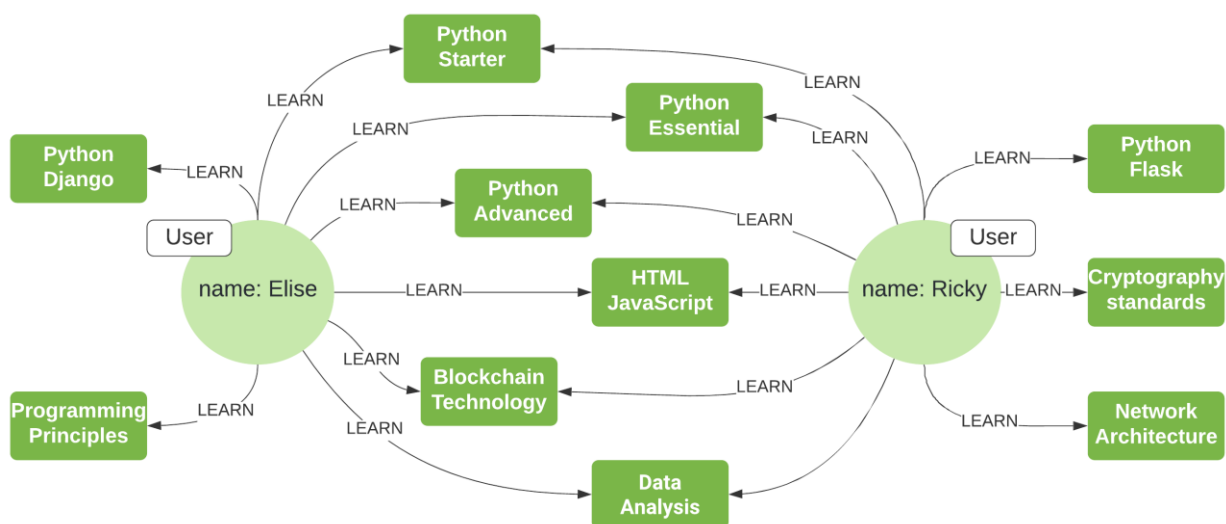 Python
Starter
LEARN
LEARN
Python
Essential
LEARN
LEARN
Python
Django
LEARN
Python
Advanced
LEARN
LEARN
LEARN
Python
Flask
User
name: Elise
User
name: Ricky
LEARN
HTML
JavaScript
LEARN
LEARN
Cryptography
standards
LEARN
Blockchain
Technology
LEARN
Programming
Principles
LEARN
LEARN
LEARN
Network
Architecture
Data
Analysis